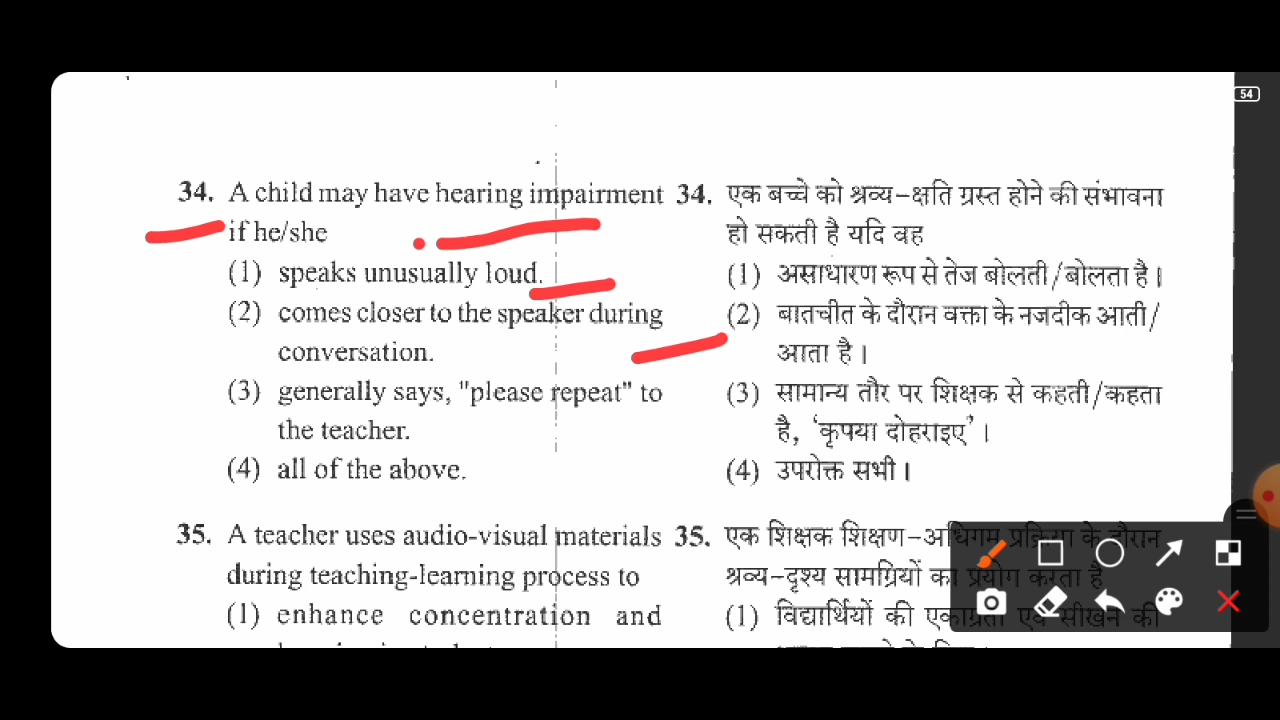 54
34. A child may have hearing impairment
if he/she
(1) speaks unusually loud.
(2) comes closer to the speaker during
conversation.
(3) generally says, "please repeat" to
the teacher.
(4) all of the above.
35. A teacher uses audio-visual materials
during teaching-learning process to
(1) enhance concentration and
34. एक बच्चे को श्रव्य-क्षति ग्रस्त होने की संभावना
हो सकती है यदि वह
(1) असाधारण रूप से तेज बोलती/बोलता है।
(2) बातचीत के दौरान वक्ता के नजदीक आती/
आता है।
(3) सामान्य तौर पर शिक्षक से कहती/कहता
है, ‘कृपया दोहराइए’।
(4) उपरोक्त सभी।
35. एक शिक्षक शिक्षण-अधिगम प्रक्रिया के दौरान
श्रव्य-दृश्य सामग्रियों का प्रयोग करता है
(1) विद्यार्थियों की एकाग्रता एवं सीखने की